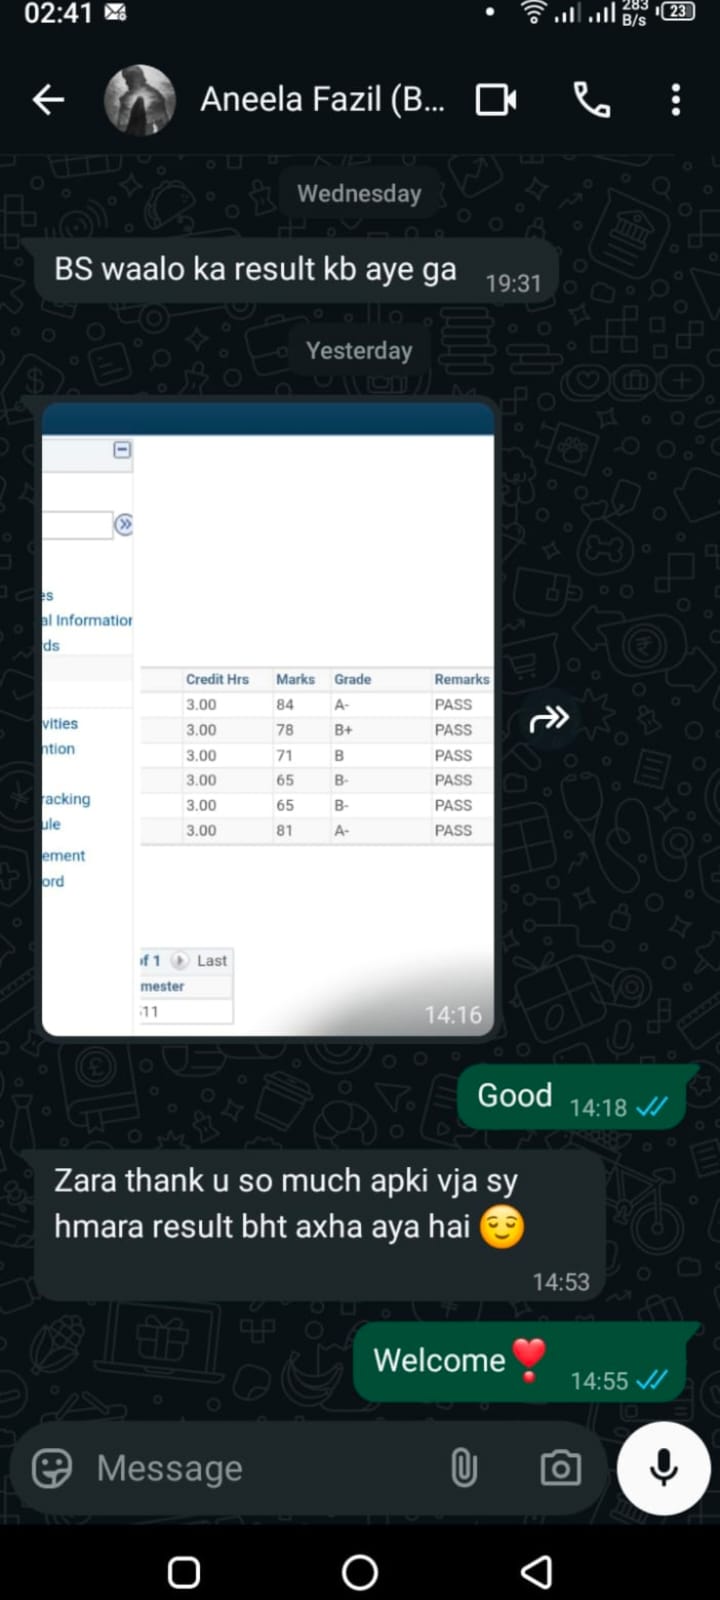 02:41
283 B/s
23
Aneela Fazil (B...
Wednesday
BS waalo ka result kb aye ga 19:31
Yesterday
es
al Information
ds
vities
ntion
racking
ule
ement
ord
Credit Hrs Marks Grade Remarks
3.00 84 A- PASS
3.00 78 B+ PASS
3.00 71 B PASS
3.00 65 B- PASS
3.00 65 B- PASS
3.00 81 A- PASS
of 1 Last
mester
11
14:16
Good 14:18
Zara thank u so much apki vja sy
hmara result bht axha aya hai 😌
14:53
Welcome❣️ 14:55
Message